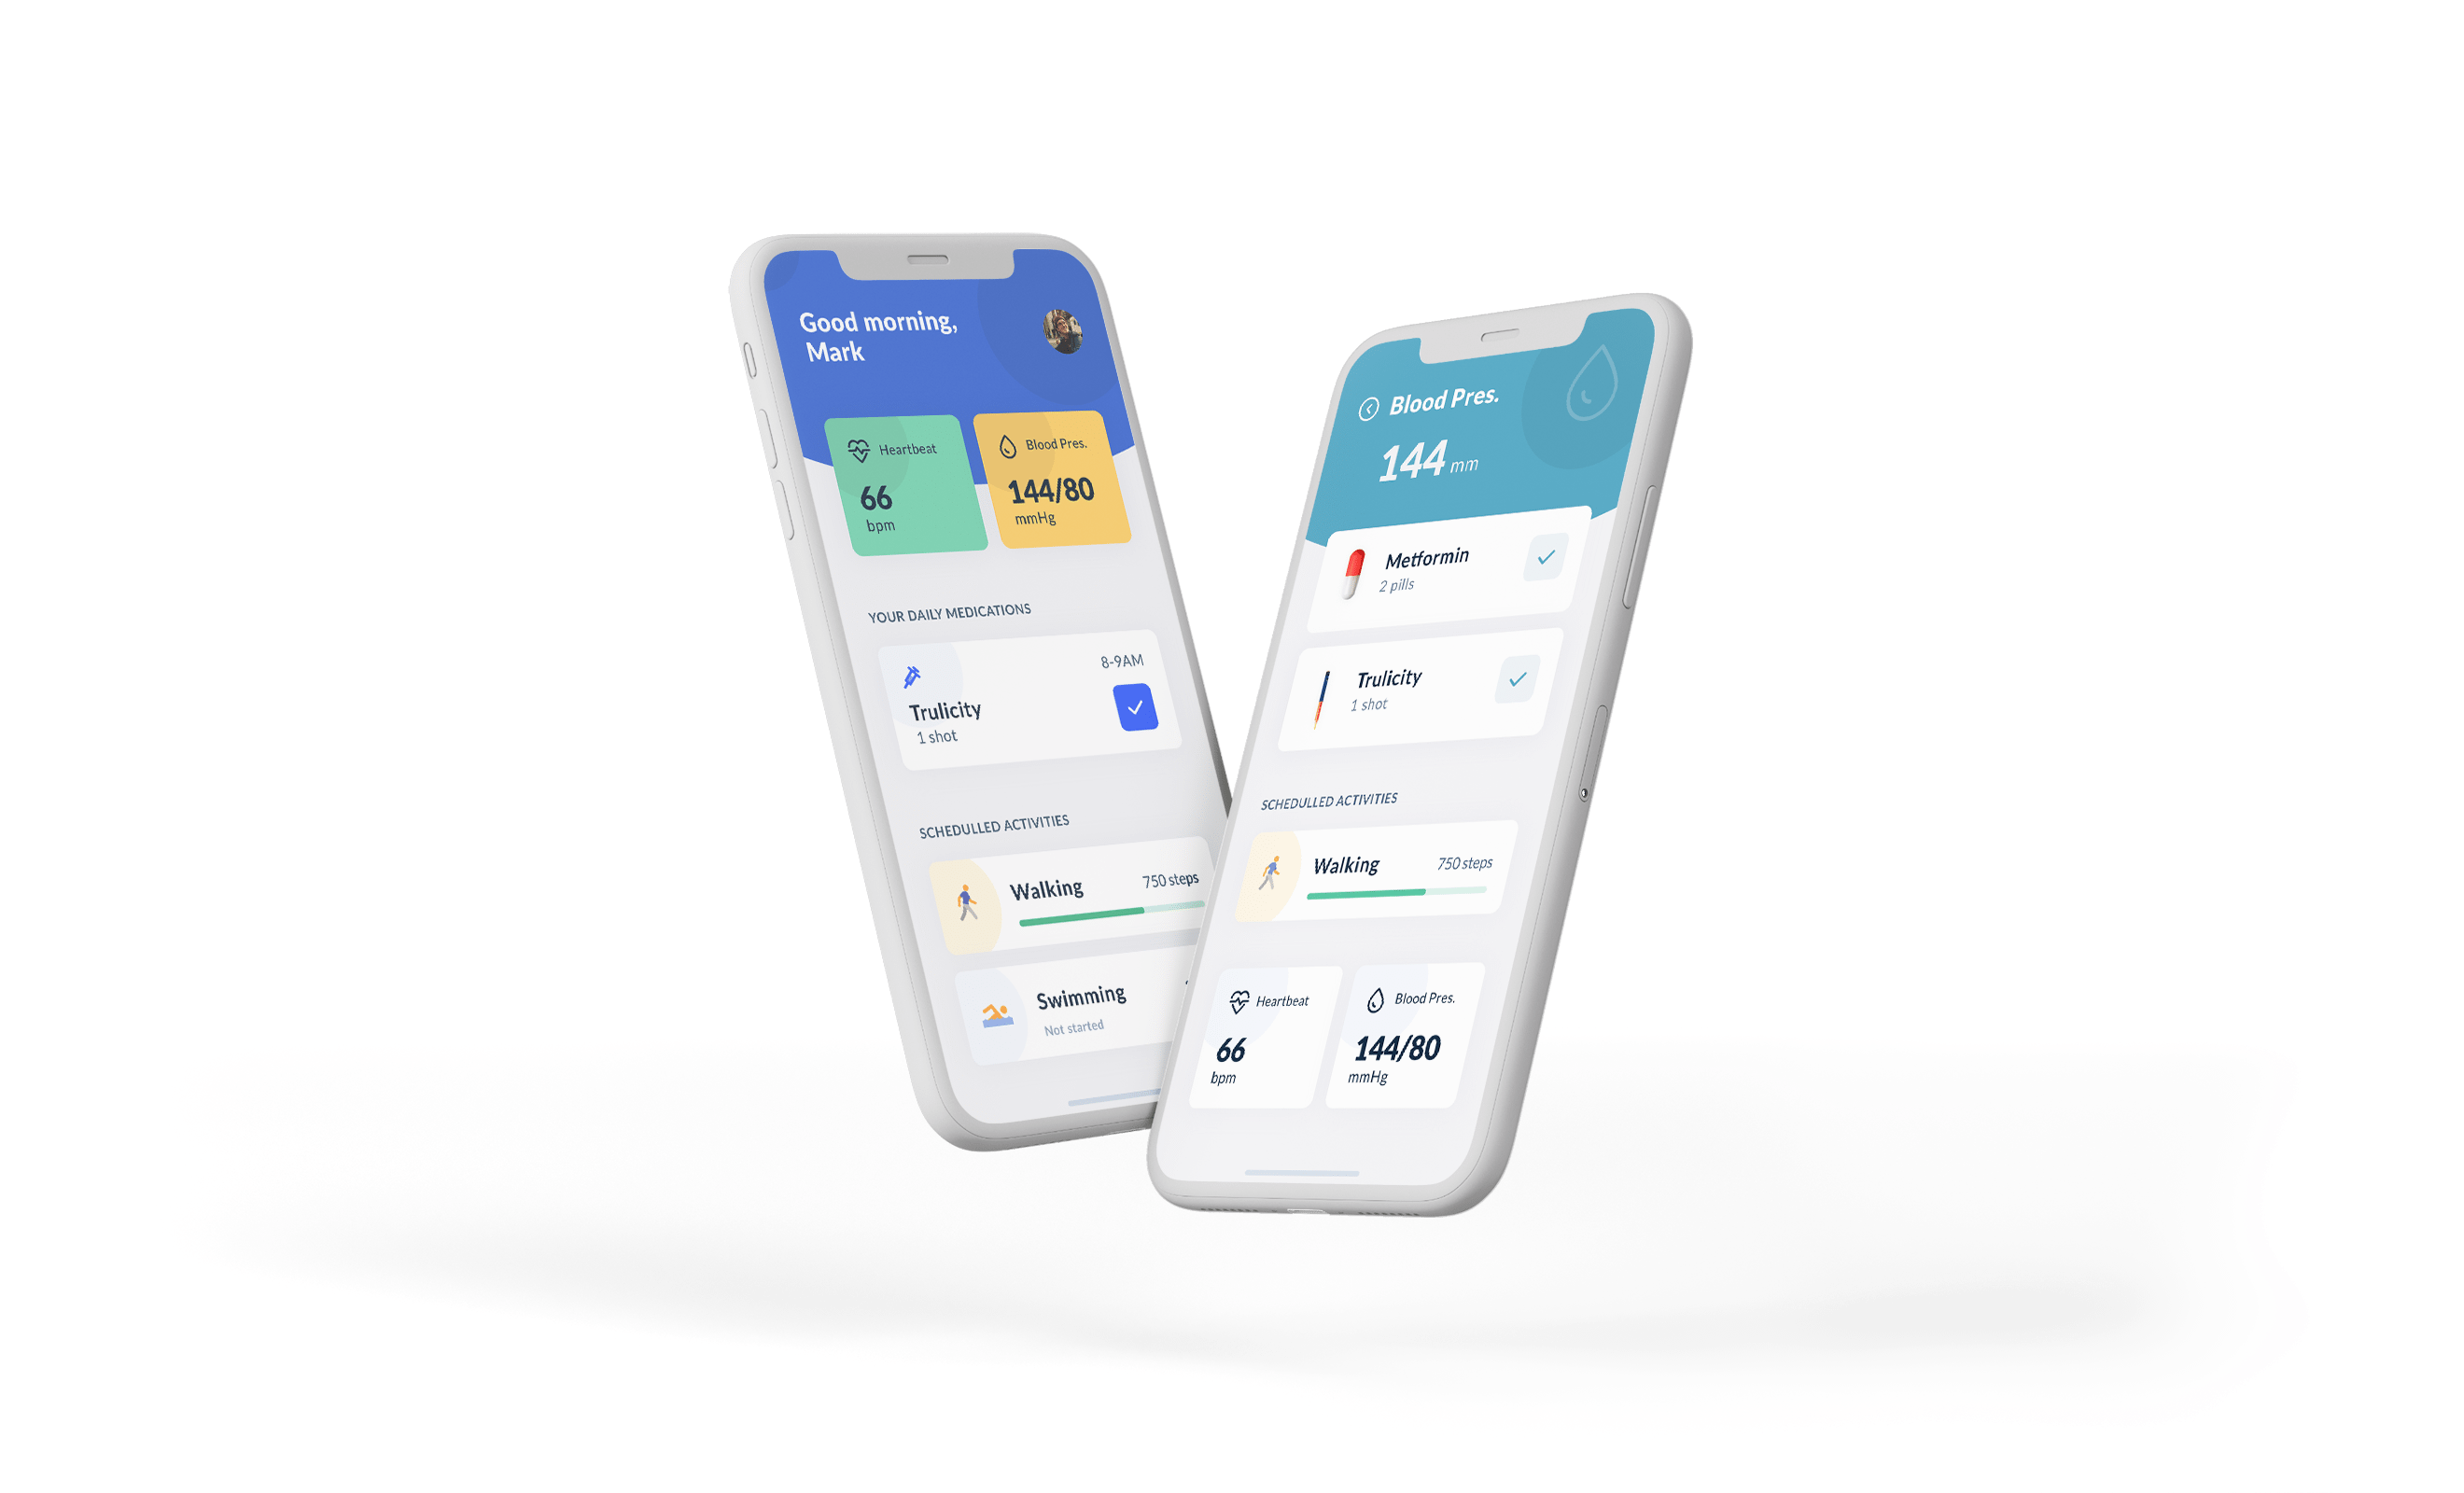 Good morning,
Mark
Heartbeat
66
bpm
Blood Pres.
144/80
mmHg
YOUR DAILY MEDICATIONS
8-9AM
Trulicity
1 shot
SCHEDULLED ACTIVITIES
Walking
750 steps
Swimming
Not started
Blood Pres.
144 mm
Metformin
2 pills
Trulicity
1 shot
SCHEDULLED ACTIVITIES
Walking
750 steps
Heartbeat
66
bpm
Blood Pres.
144/80
mmHg